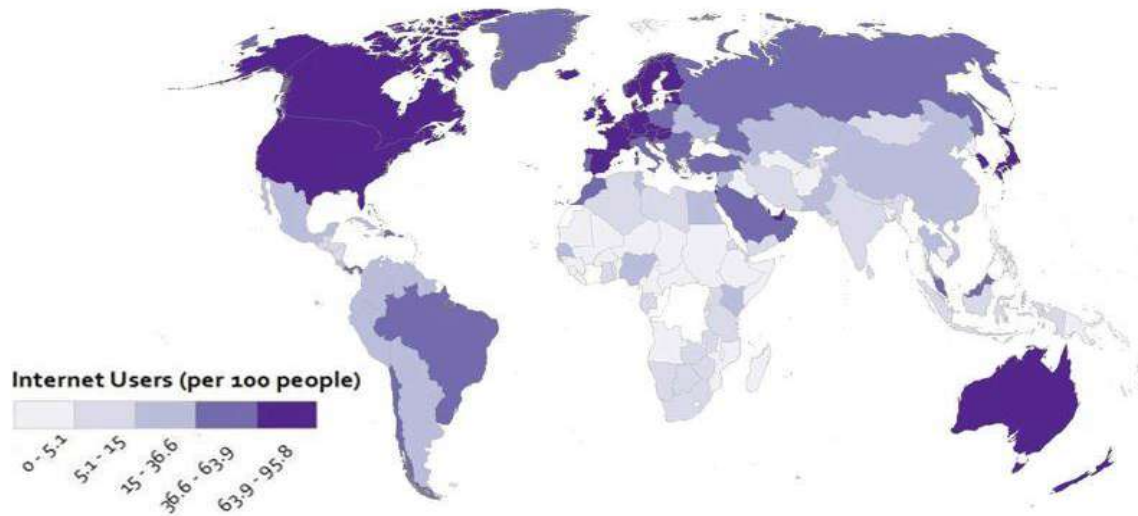 Internet Users (per 100 people)
0 - 5.1
5.1 - 15
15 - 36.6
36.6 - 63.9
63.9 - 95.8